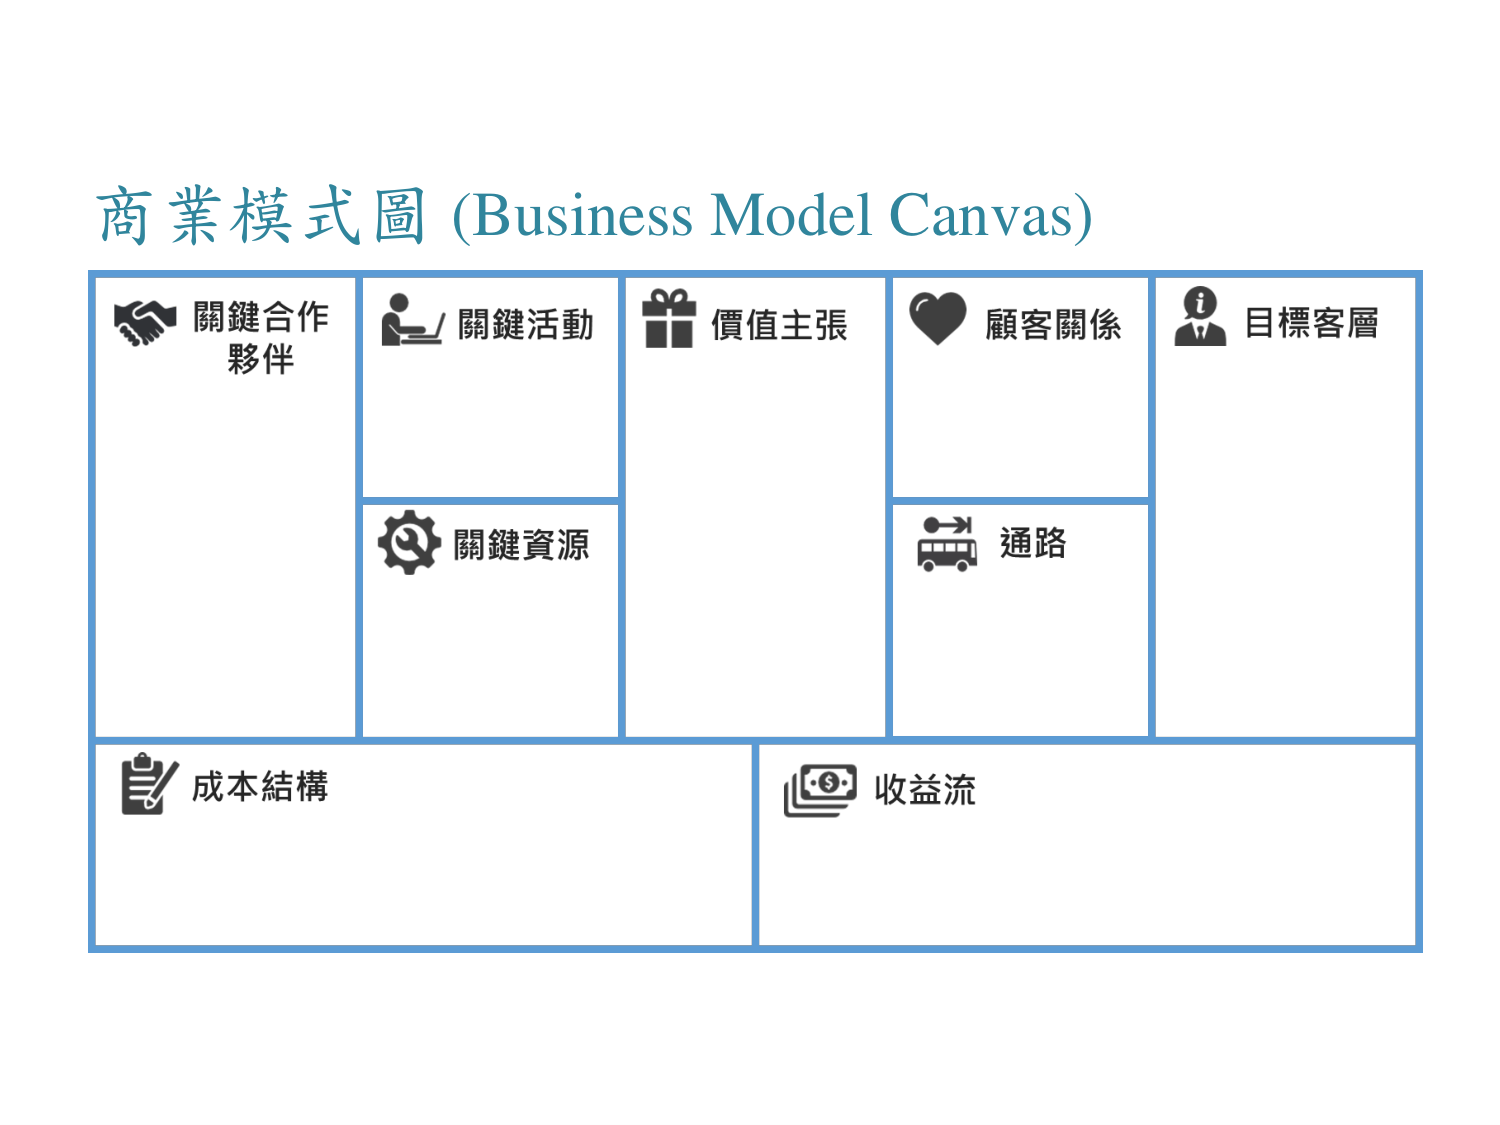 商業模式圖 (Business Model Canvas)
關鍵合作
夥伴
關鍵活動
關鍵資源
價值主張
顧客關係
通路
目標客層
成本結構
收益流